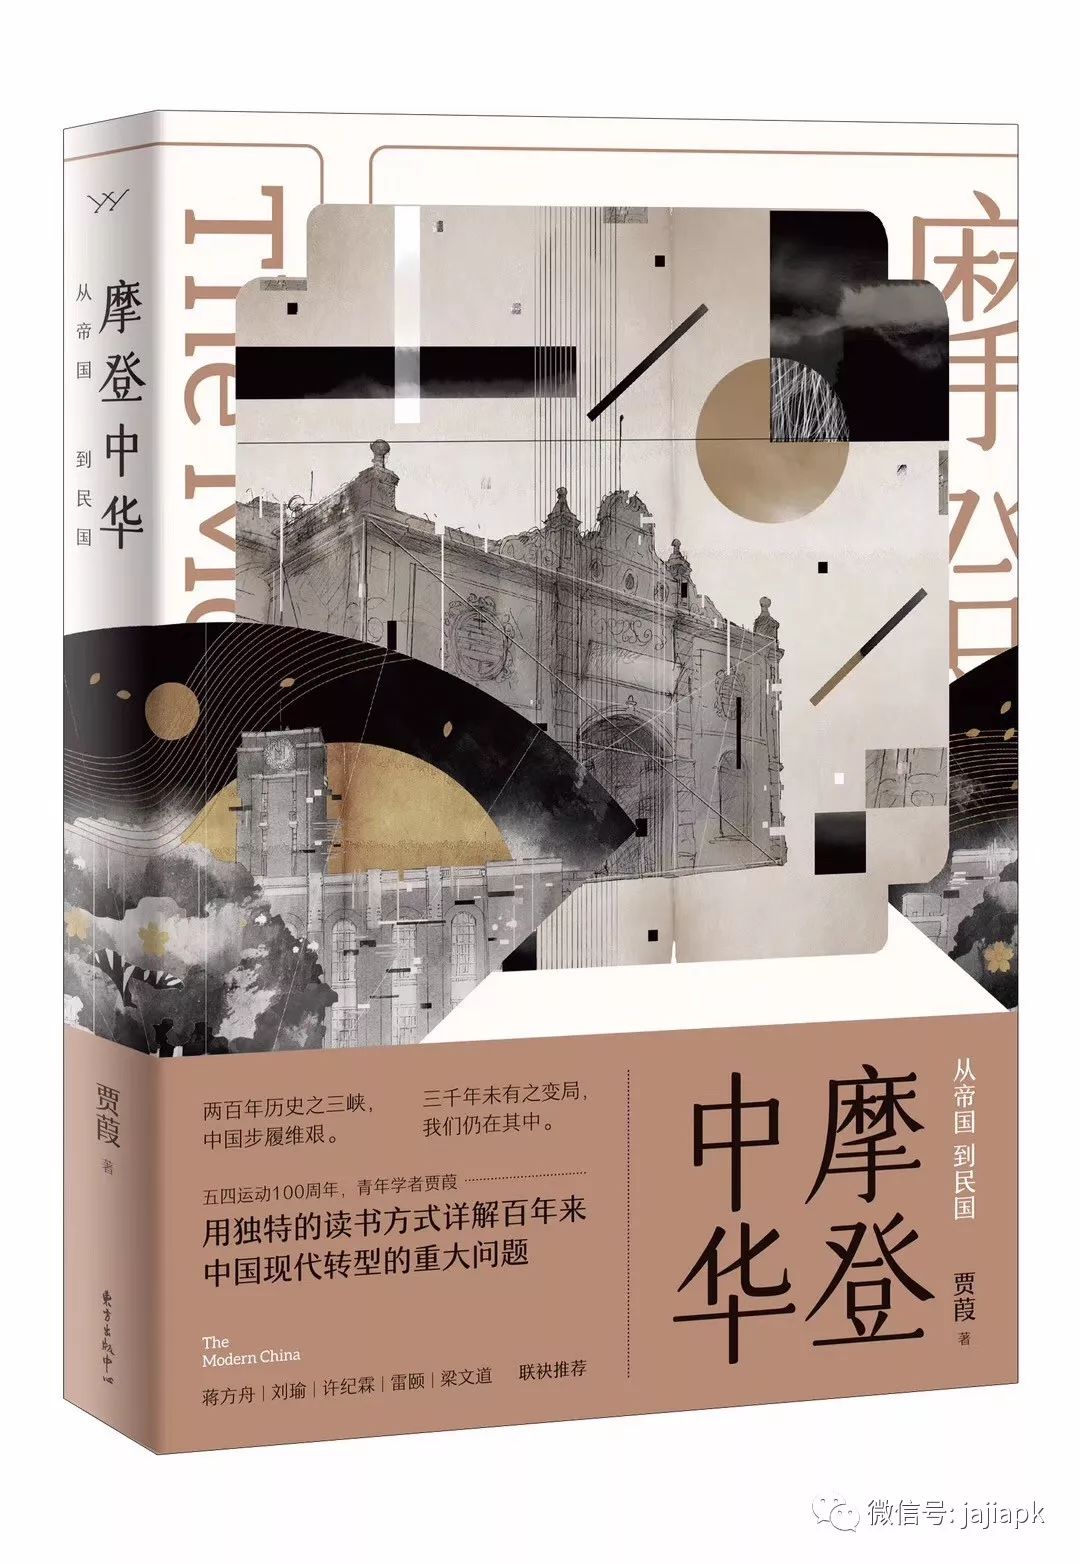 摩登中华
从帝国 到民国
贾葭 著
东方出版中心
The Mo
摩登
两百年历史之三峡，
中国步履维艰。
三千年未有之变局，
我们仍在其中。
五四运动100周年，青年学者贾葭
用独特的读书方式详解百年来
中国现代转型的重大问题
The
Modern China
蒋方舟｜刘瑜｜许纪霖｜雷颐｜梁文道 联袂推荐
从帝国 到民国
摩登
中华
贾葭 著
微信号: jajiapk